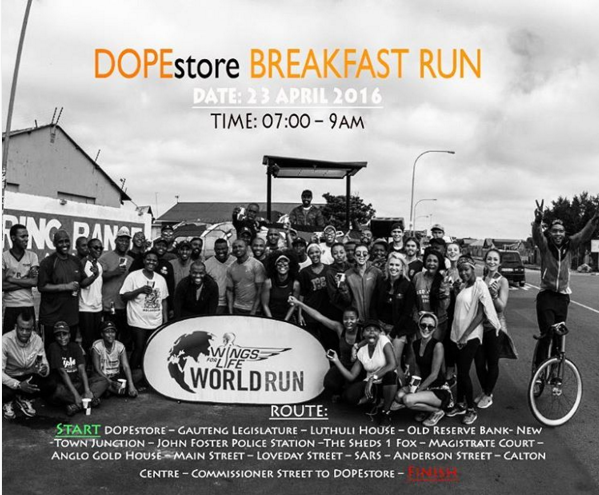 DOPEstore BREAKFAST RUN
DATE: 23 APRIL 2016
TIME: 07:00 – 9AM
RING RANGE
WINGS
FOR
LIFE
WORLD RUN
ROUTE:
START DOPEstore – Gauteng Legislature – Luthuli House – Old Reserve Bank- New
-Town Junction – John Foster Police Station –The Sheds 1 Fox – Magistrate Court –
Anglo Gold House – Main Street – Loveday Street – SARS – Anderson Street – Calton
Centre – Commissioner Street to DOPEstore – Finish